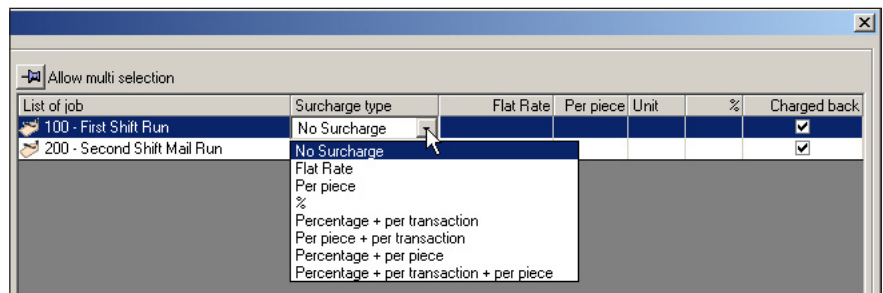 Allow multi selection
List of job Surcharge type Flat Rate Per piece Unit % Charged back
100 - First Shift Run No Surcharge
200 - Second Shift Mail Run
No Surcharge
Flat Rate
Per piece
%
Percentage + per transaction
Per piece + per transaction
Percentage + per piece
Percentage + per transaction + per piece